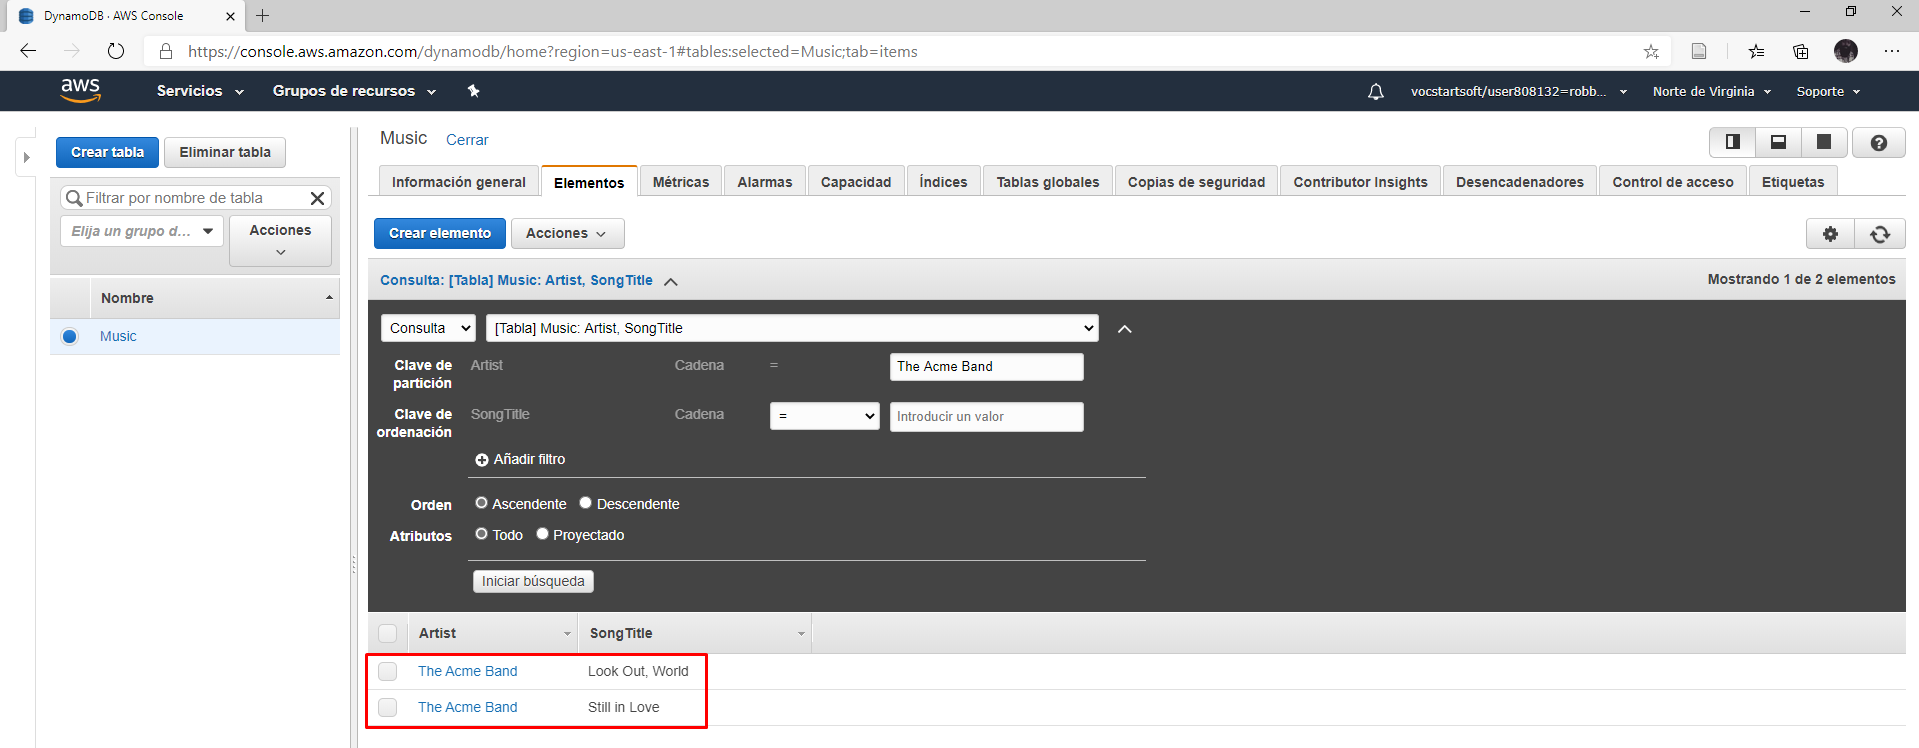 DynamoDB · AWS Console
https://console.aws.amazon.com/dynamodb/home?region=us-east-1#tables:selected=Music;tab=items
aws Servicios Grupos de recursos vocstartsoft/user808132=robb... Norte de Virginia Soporte
Crear tabla Eliminar tabla
Filtrar por nombre de tabla
Elija un grupo d... Acciones
Nombre
Music
Music Cerrar
Información general Elementos Métricas Alarmas Capacidad Índices Tablas globales Copias de seguridad Contributor Insights Desencadenadores Control de acceso Etiquetas
Crear elemento Acciones
Consulta: [Tabla] Music: Artist, SongTitle Mostrando 1 de 2 elementos
Consulta [Tabla] Music: Artist, SongTitle
Clave de partición Artist Cadena = The Acme Band
Clave de ordenación SongTitle Cadena = Introducir un valor
Añadir filtro
Orden Ascendente Descendente
Atributos Todo Proyectado
Iniciar búsqueda
Artist SongTitle
The Acme Band Look Out, World
The Acme Band Still in Love